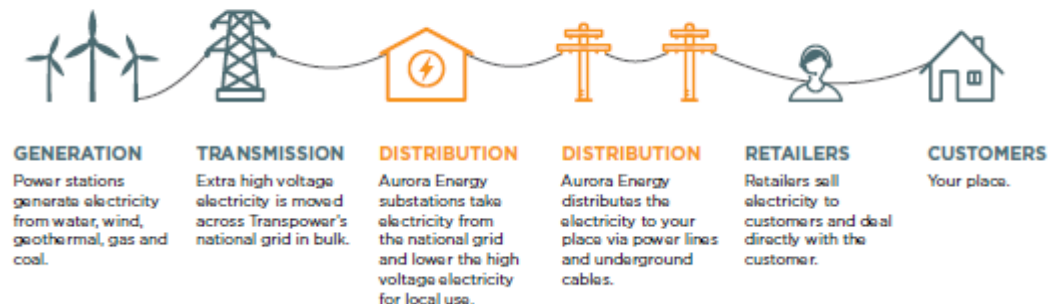 GENERATION
Power stations
generate electricity
from water, wind,
geothermal, gas and
coal.
TRANSMISSION
Extra high voltage
electricity is moved
across Transpower's
national grid in bulk.
DISTRIBUTION
Aurora Energy
substations take
electricity from
the national grid
and lower the high
voltage electricity
for local use.
DISTRIBUTION
Aurora Energy
distributes the
electricity to your
place via power lines
and underground
cables.
RETAILERS
Retailers sell
electricity to
customers and deal
directly with the
customer.
CUSTOMERS
Your place.